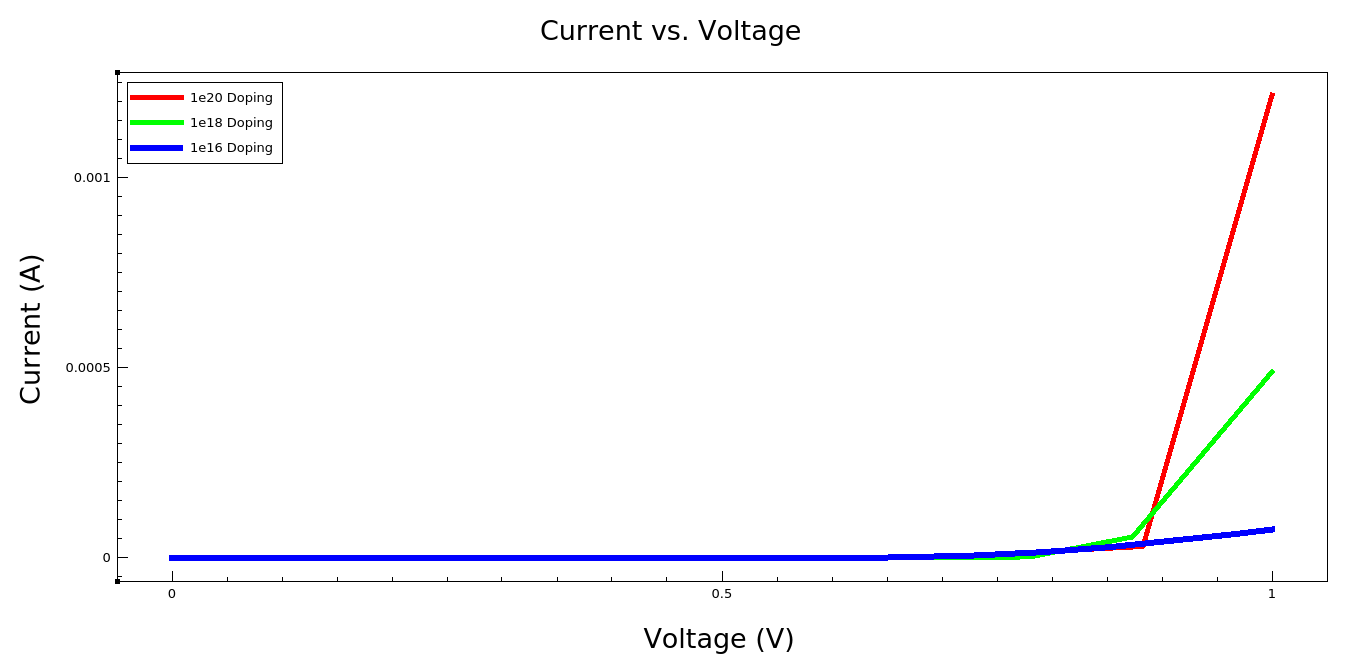 Current vs. Voltage
1e20 Doping
1e18 Doping
1e16 Doping
0.001
0.0005
0
Current (A)
0
0.5
1
Voltage (V)